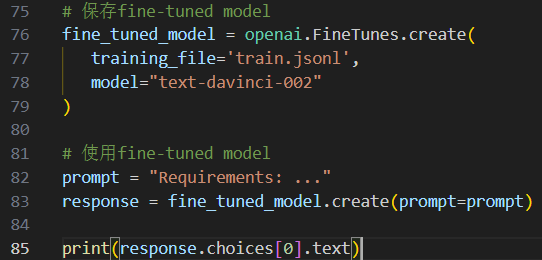 75 # 保存fine-tuned model
76 fine_tuned_model = openai.FineTunes.create(
77 training_file='train.jsonl',
78 model="text-davinci-002"
79 )
80
81 # 使用fine-tuned model
82 prompt = "Requirements: ..."
83 response = fine_tuned_model.create(prompt=prompt)
84
85 print(response.choices[0].text)